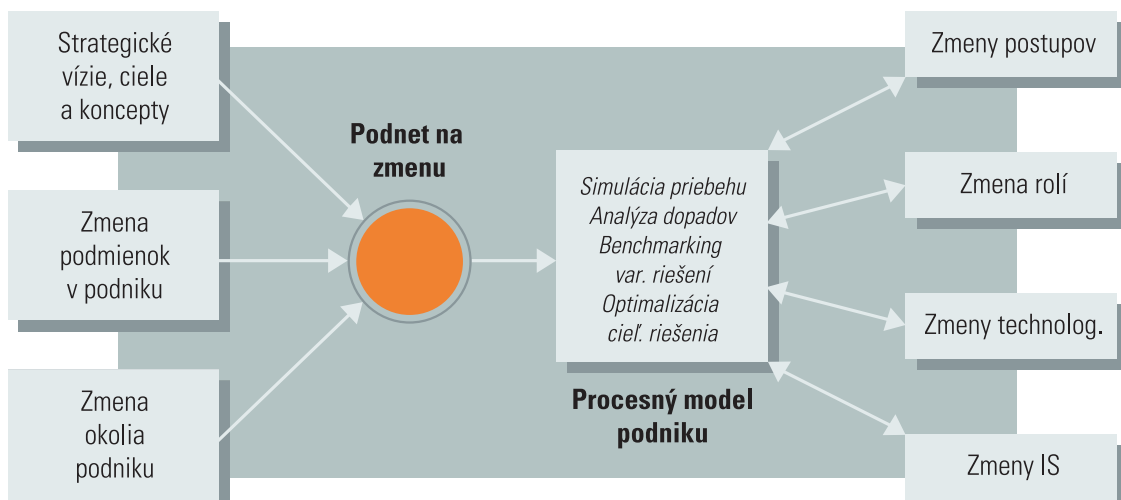 Strategické
vízie, ciele
a koncepty
Zmena
podmienok
v podniku
Zmena
okolia
podniku
Podnet na
zmenu
Simulácia priebehu
Analýza dopadov
Benchmarking
var. riešení
Optimalizácia
cieľ. riešenia
Procesný model
podniku
Zmeny postupov
Zmena rolí
Zmeny technolog.
Zmeny IS